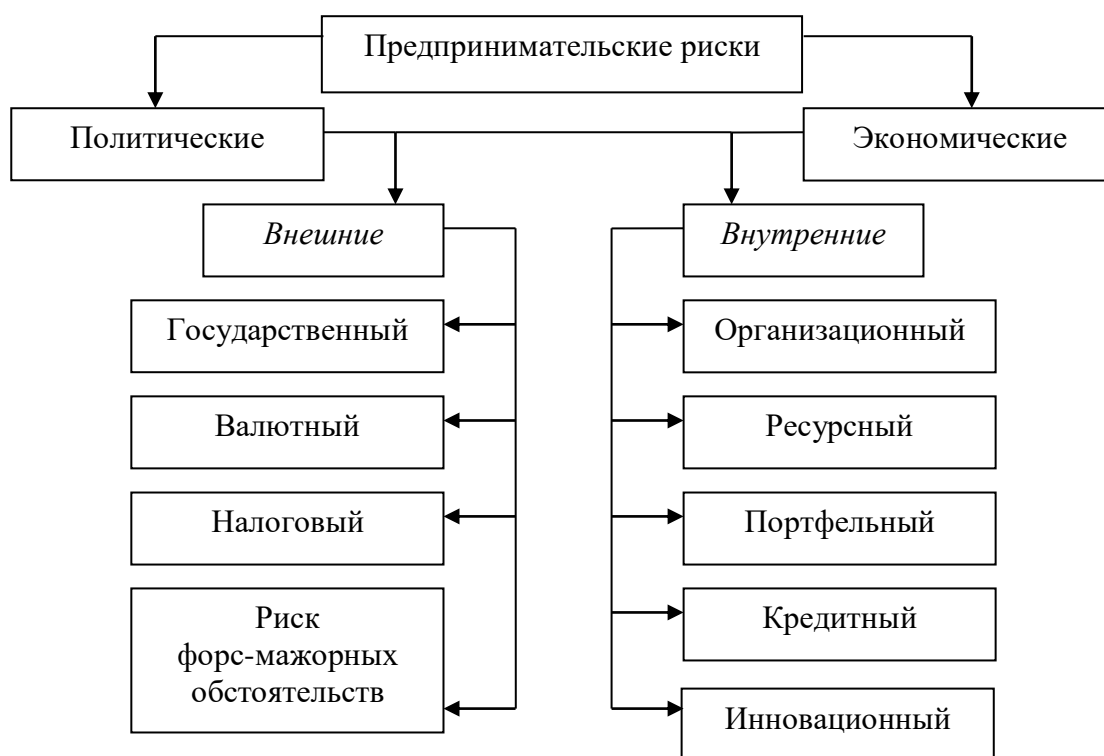 Предпринимательские риски
Политические
Экономические
Внешние
Внутренние
Государственный
Организационный
Валютный
Ресурсный
Налоговый
Портфельный
Риск
форс-мажорных
обстоятельств
Кредитный
Инновационный